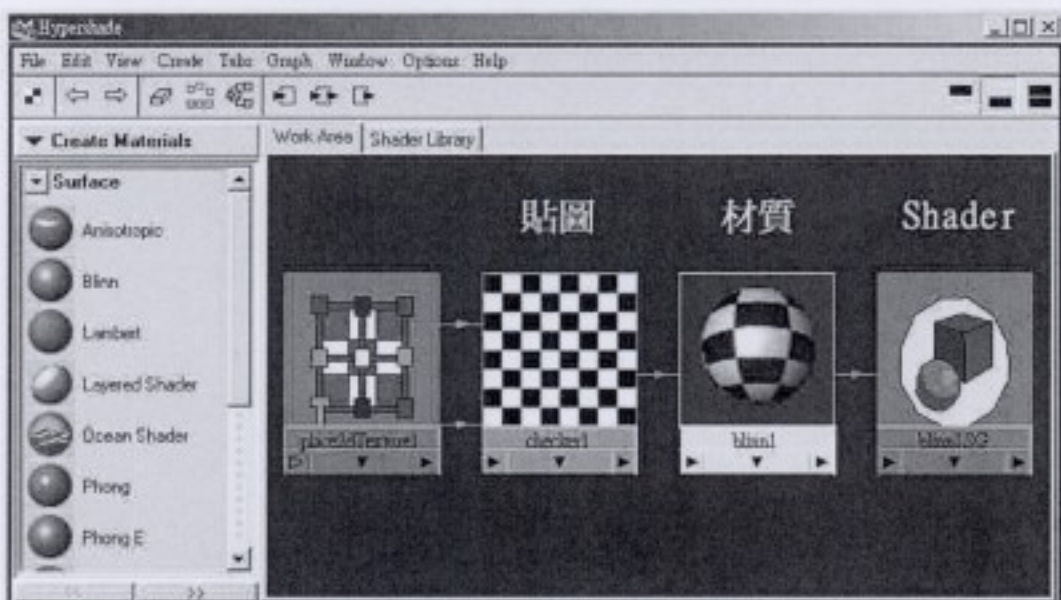 Hypershade
File Edit View Create Tabs Graph Window Options Help
Create Materials
Work Area Shader Library
Surface
Anisotropic
Blinn
Lambert
Layered Shader
Ocean Shader
Phong
Phong E
貼圖 材質 Shader
place2dTexture1 checker1 blinn1 blinn1SG
>>